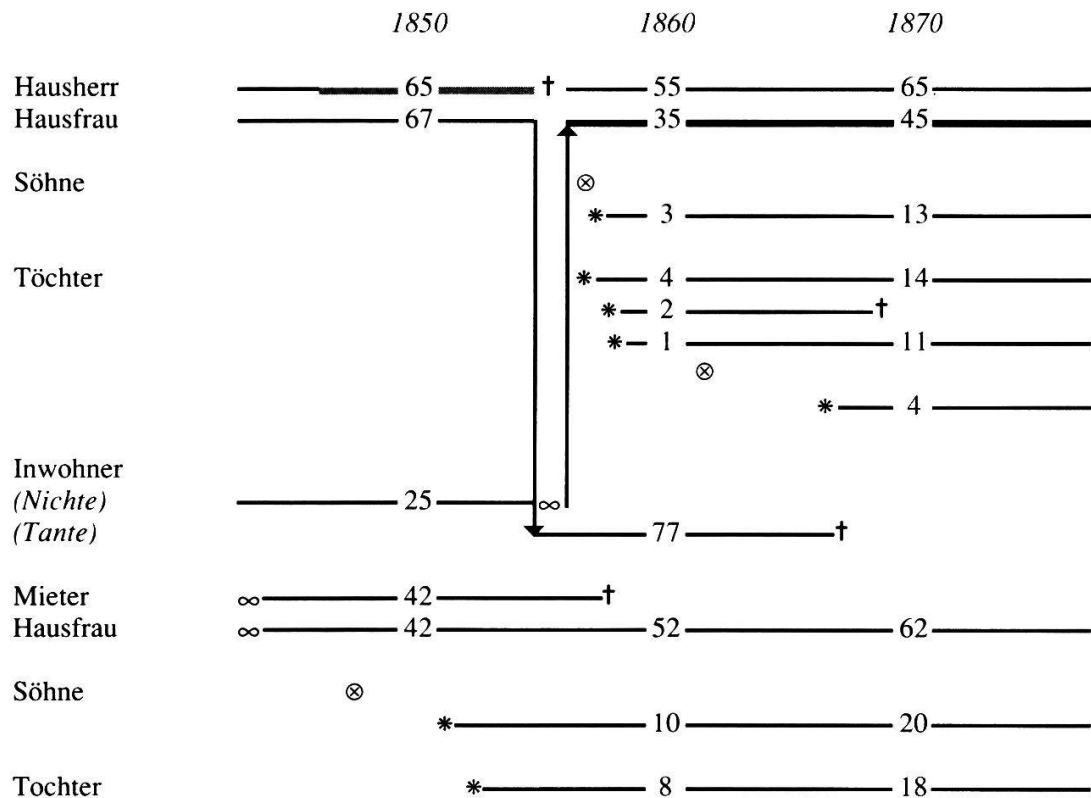 1850 1860 1870
Hausherr 65 † 55 65
Hausfrau 67 35 45
Söhne ⊗
* 3 13
Töchter * 4 14
* 2 †
* 1 11
⊗
* 4
Inwohner
(Nichte) 25 ∞
(Tante) 77 †
Mieter ∞ 42 †
Hausfrau ∞ 42 52 62
Söhne ⊗
* 10 20
Tochter * 8 18